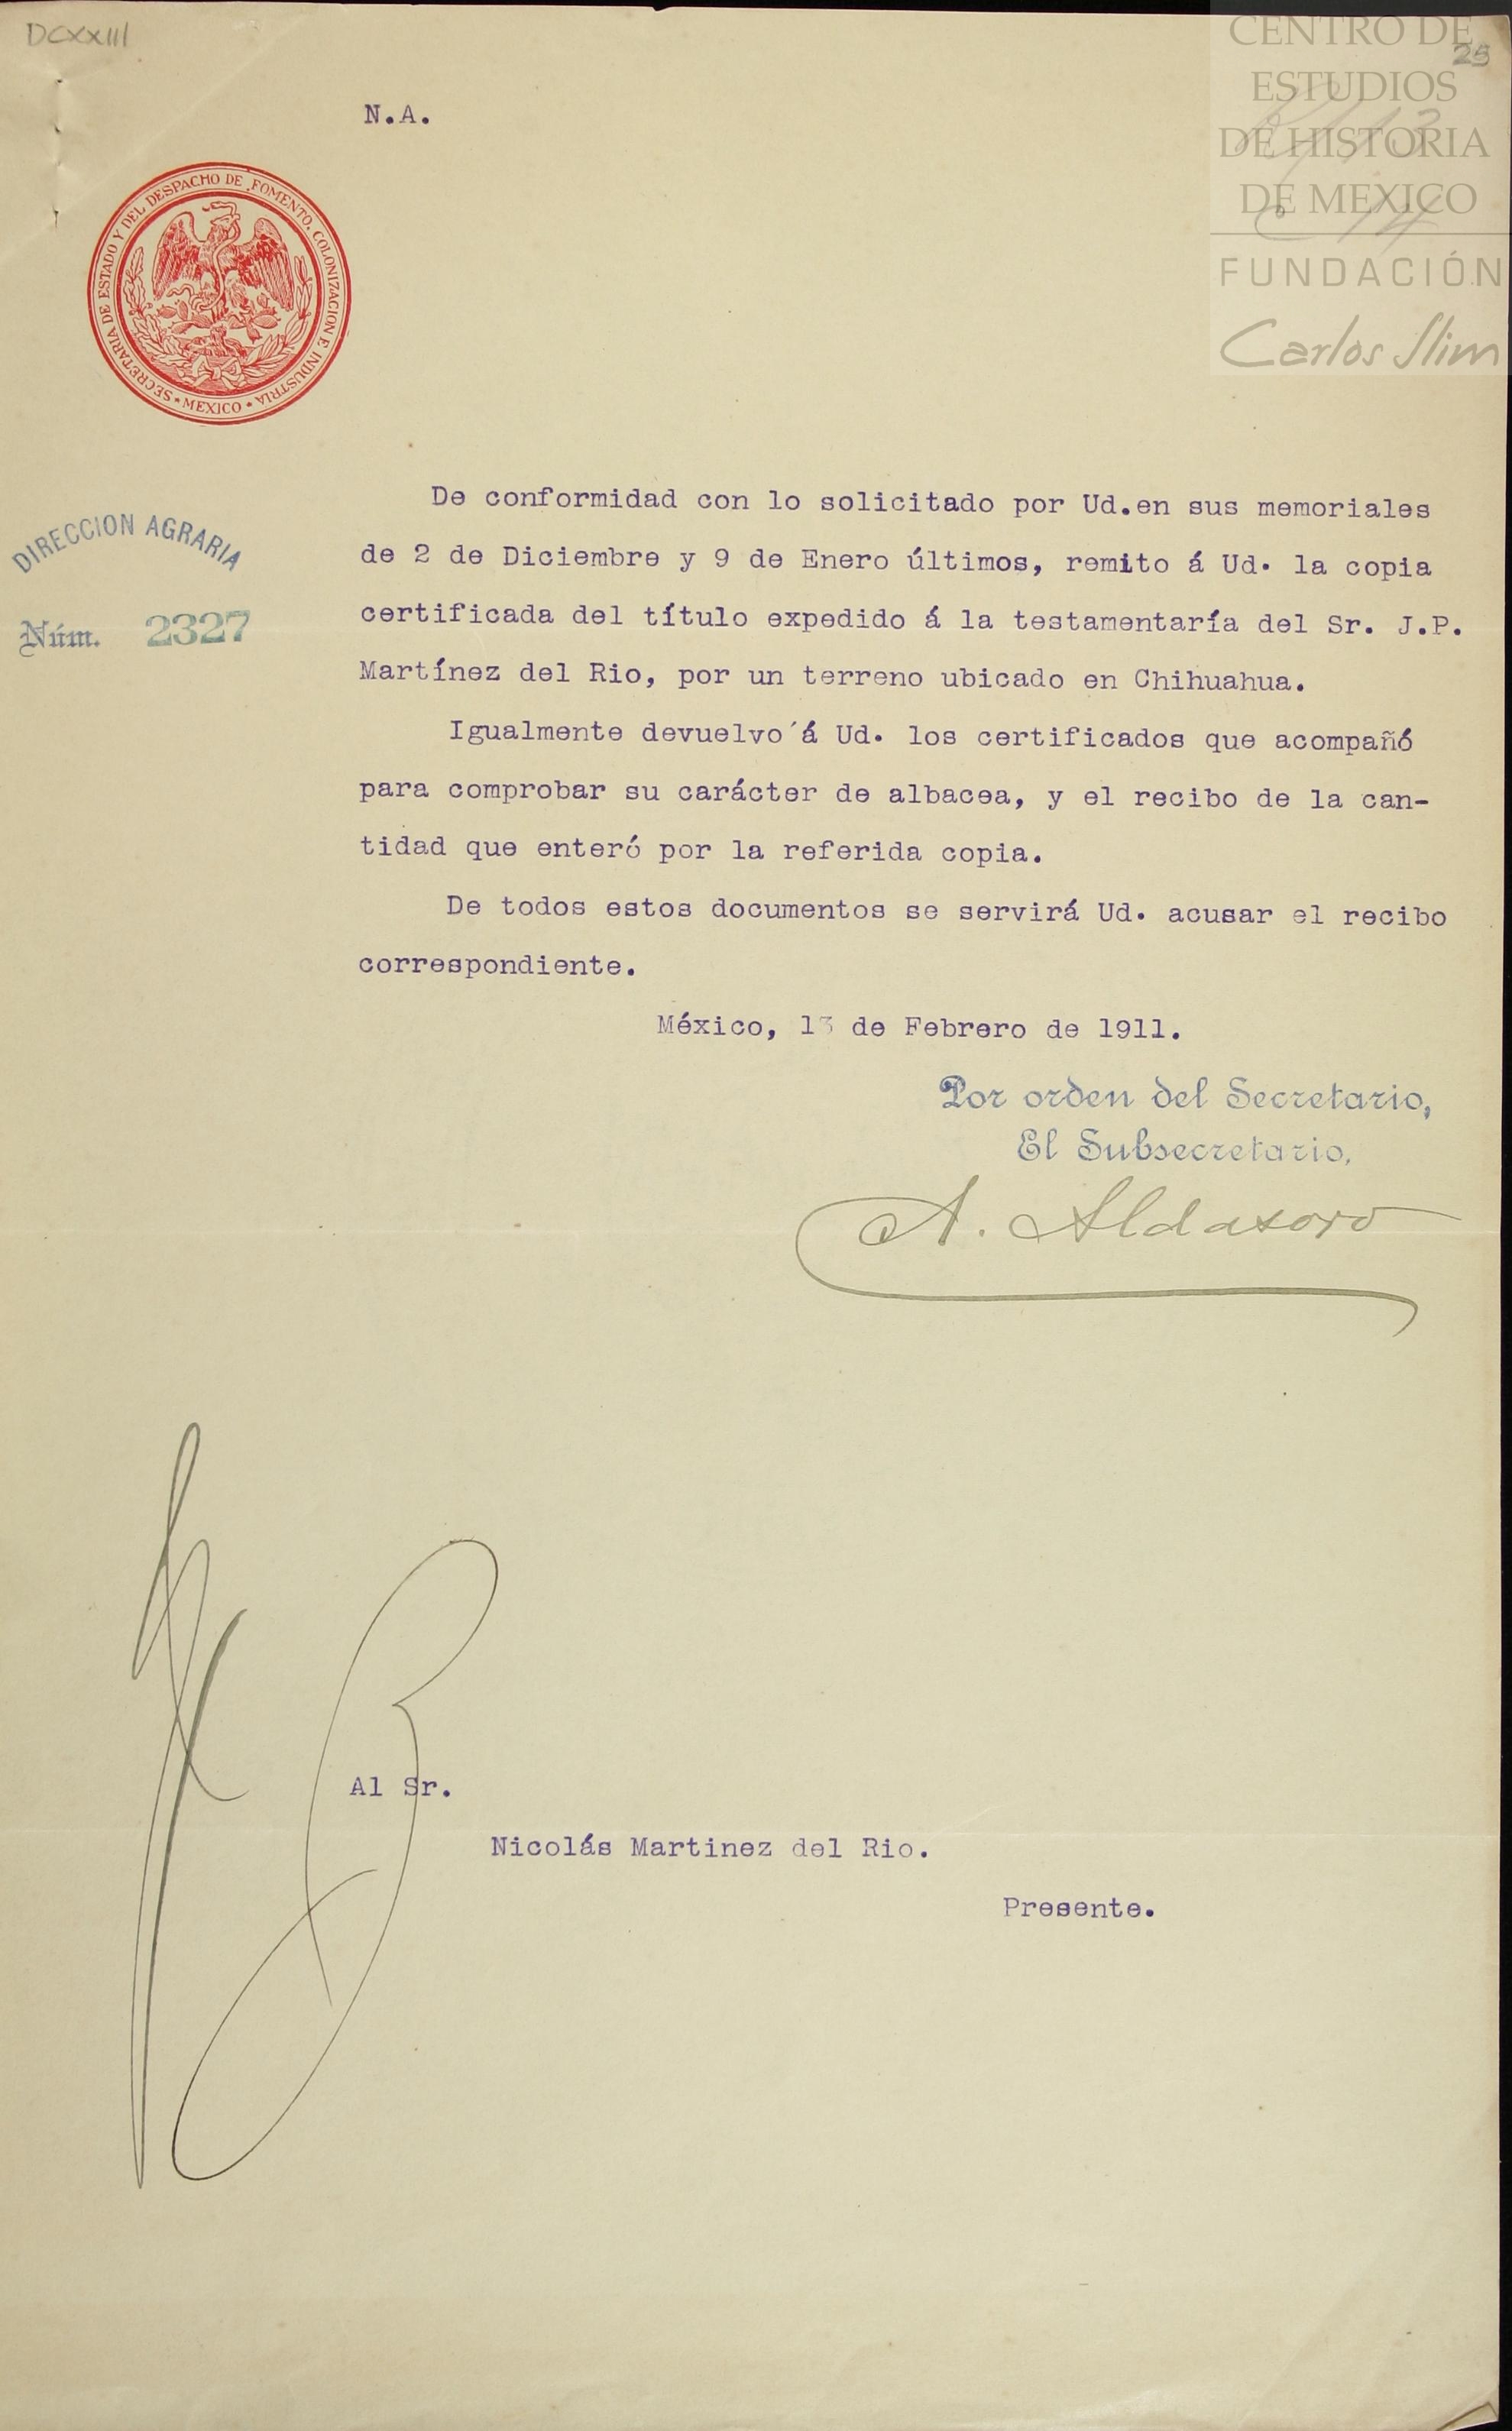 DCXXIII
25
CENTRO DE
ESTUDIOS
DE HISTORIA
DE MEXICO
FUNDACIÓN
Carlos Slim
N.A.
SECRETARIA DE ESTADO Y DEL DESPACHO DE FOMENTO, COLONIZACION E INDUSTRIA
MEXICO
DIRECCION AGRARIA
Núm. 2327
De conformidad con lo solicitado por Ud.en sus memoriales
de 2 de Diciembre y 9 de Enero últimos, remito á Ud. la copia
certificada del título expedido á la testamentaría del Sr. J.P.
Martínez del Rio, por un terreno ubicado en Chihuahua.
Igualmente devuelvo á Ud. los certificados que acompañó
para comprobar su carácter de albacea, y el recibo de la can-
tidad que enteró por la referida copia.
De todos estos documentos se servirá Ud. acusar el recibo
correspondiente.
México, 13 de Febrero de 1911.
Por orden del Secretario,
El Subsecretario,
A. Aldasoro
Al Sr.
Nicolás Martinez del Rio.
Presente.